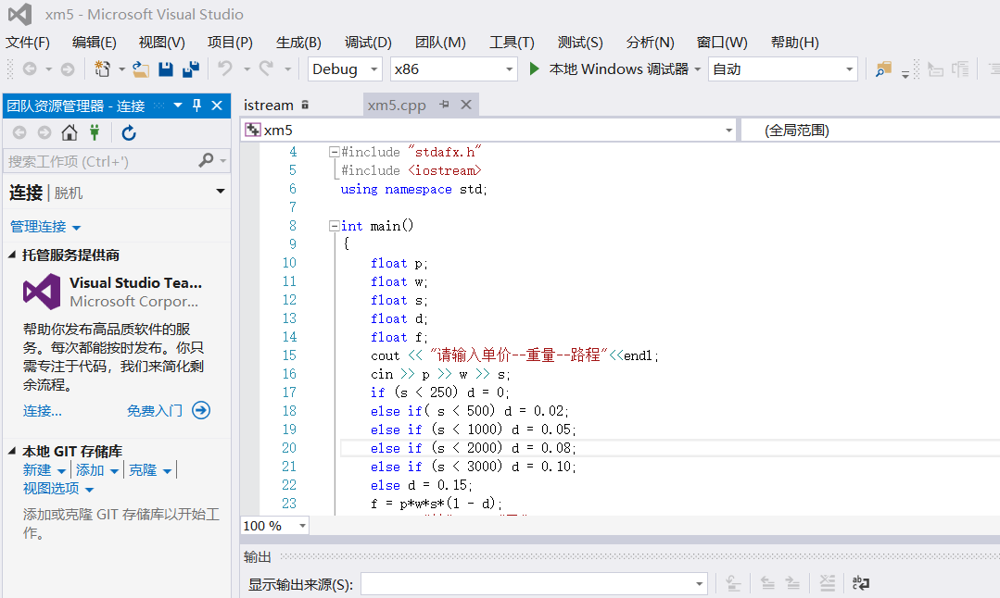 xm5 - Microsoft Visual Studio
文件(F) 编辑(E) 视图(V) 项目(P) 生成(B) 调试(D) 团队(M) 工具(T) 测试(S) 分析(N) 窗口(W) 帮助(H)
Debug x86 本地 Windows 调试器 自动
团队资源管理器 - 连接
搜索工作项 (Ctrl+')
连接 | 脱机
管理连接
托管服务提供商
Visual Studio Tea...
Microsoft Corpor...
帮助你发布高品质软件的服
务。每次都能按时发布。你只
需专注于代码，我们来简化剩
余流程。
连接... 免费入门
本地 GIT 存储库
新建 添加 克隆
视图选项
添加或克隆 GIT 存储库以开始工
作。
istream xm5.cpp
xm5 (全局范围)
4 #include "stdafx.h"
5 #include <iostream>
6 using namespace std;
7
8 int main()
9 {
10 float p;
11 float w;
12 float s;
13 float d;
14 float f;
15 cout << "请输入单价--重量--路程"<<endl;
16 cin >> p >> w >> s;
17 if (s < 250) d = 0;
18 else if( s < 500) d = 0.02;
19 else if (s < 1000) d = 0.05;
20 else if (s < 2000) d = 0.08;
21 else if (s < 3000) d = 0.10;
22 else d = 0.15;
23 f = p*w*s*(1 - d);
100 %
输出
显示输出来源(S):